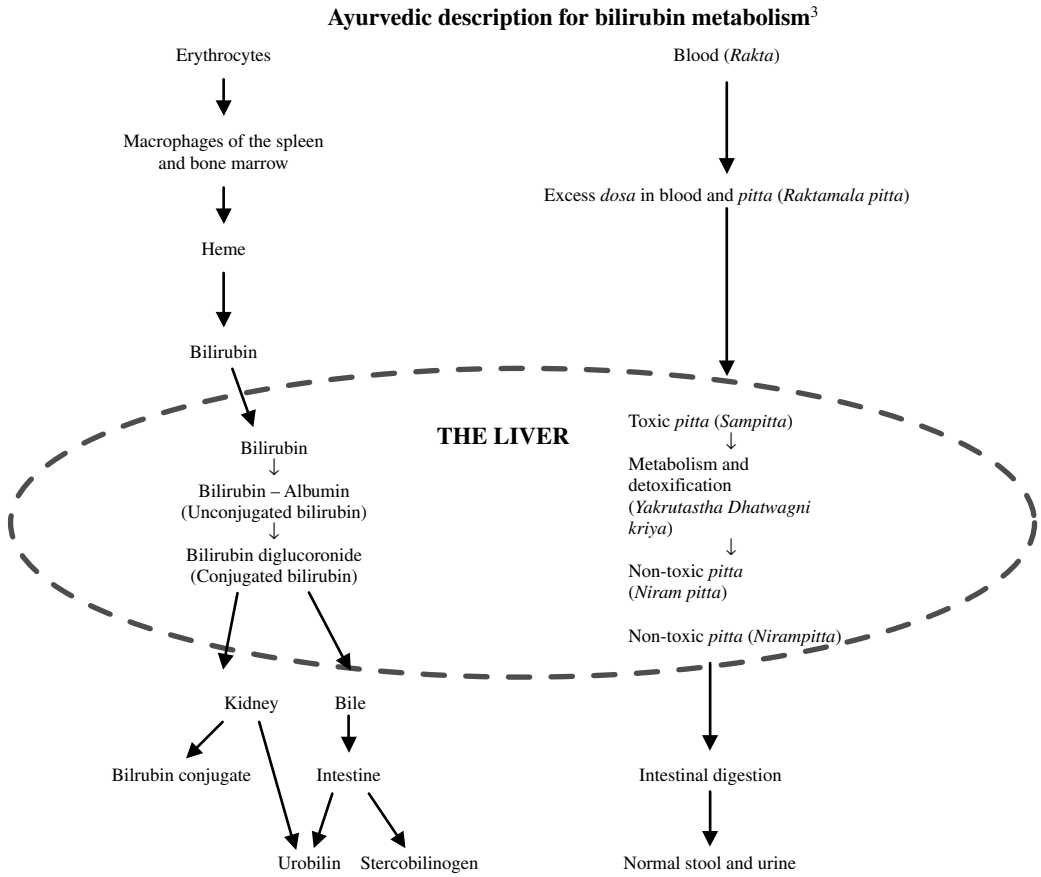 Ayurvedic description for bilirubin metabolism3
Erythrocytes
Macrophages of the spleen
and bone marrow
Heme
Bilirubin
Blood (Rakta)
Excess dosa in blood and pitta (Raktamala pitta)
THE LIVER
Bilirubin
↓
Bilirubin – Albumin
(Unconjugated bilirubin)
↓
Bilirubin diglucoronide
(Conjugated bilirubin)
Toxic pitta (Sampitta)
↓
Metabolism and
detoxification
(Yakrutastha Dhatwagni
kriya)
↓
Non-toxic pitta
(Niram pitta)
Non-toxic pitta (Nirampitta)
Kidney
Bile
Bilrubin conjugate
Intestine
Urobilin
Stercobilinogen
Intestinal digestion
Normal stool and urine